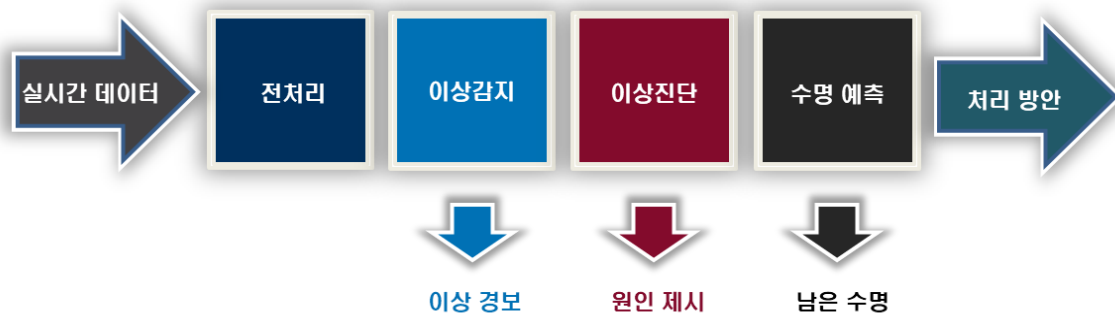 실시간 데이터
전처리
이상감지
이상진단
수명 예측
처리 방안
이상 경보
원인 제시
남은 수명